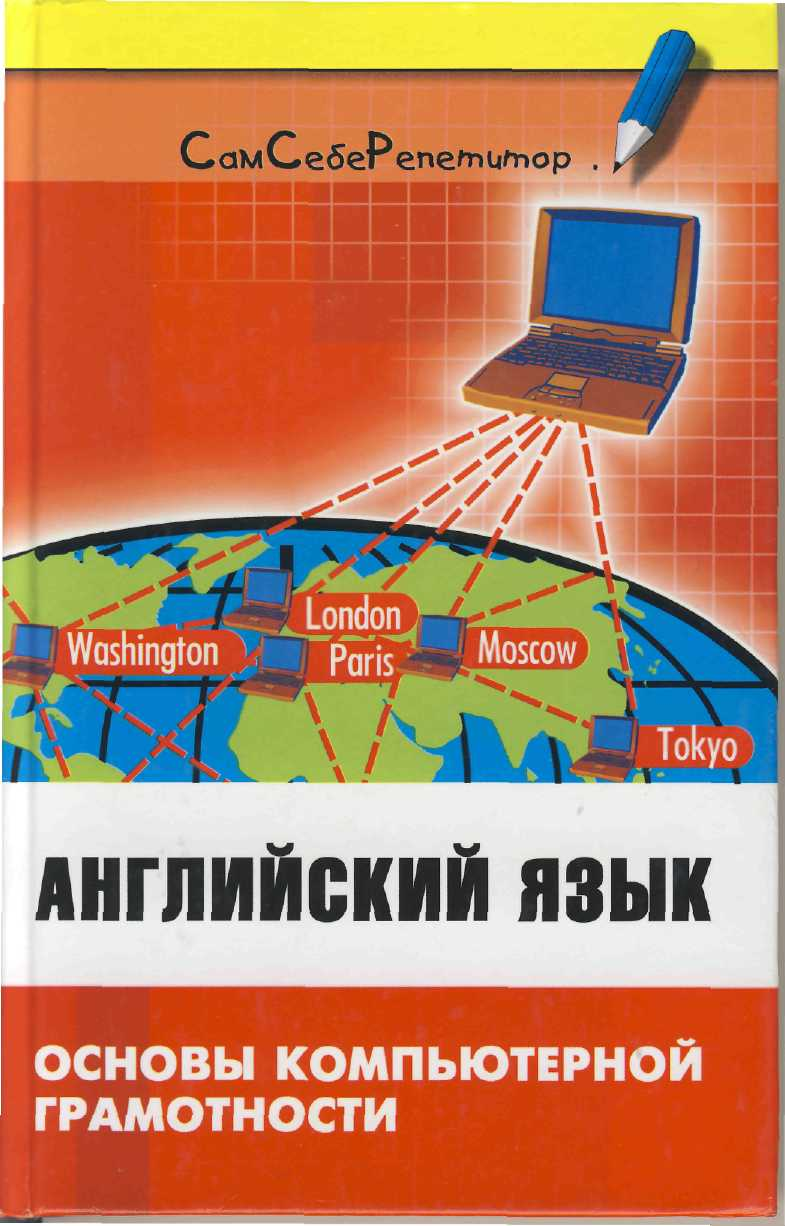 СамСебеРепетитор .
London
Washington
Paris
Moscow
Tokyo
АНГЛИЙСКИЙ ЯЗЫК
ОСНОВЫ КОМПЬЮТЕРНОЙ
ГРАМОТНОСТИ